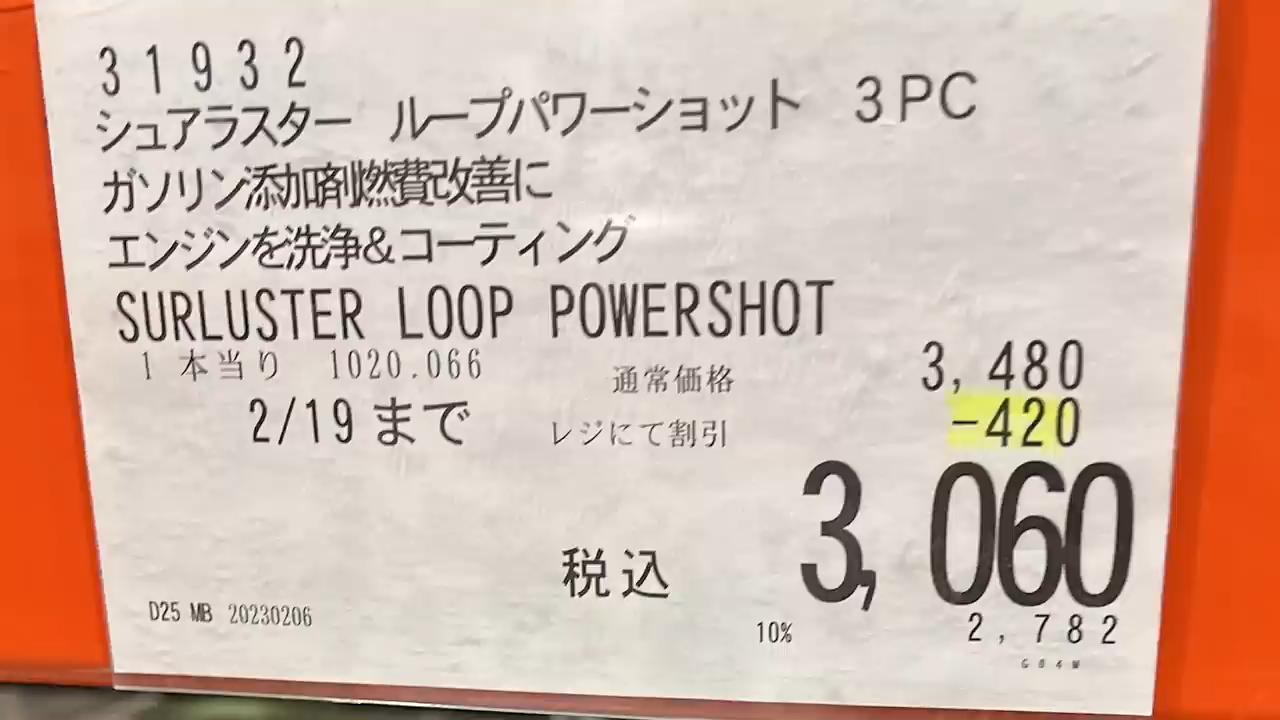 31932
シュアラスター ループパワーショット 3PC
ガソリン添加剤燃費改善に
エンジンを洗浄&コーティング
SURLUSTER LOOP POWERSHOT
1本当り 1020.066
通常価格 3,480
2/19まで レジにて割引 -420
税込 3,060
D25 MB 20230206
10% 2,782